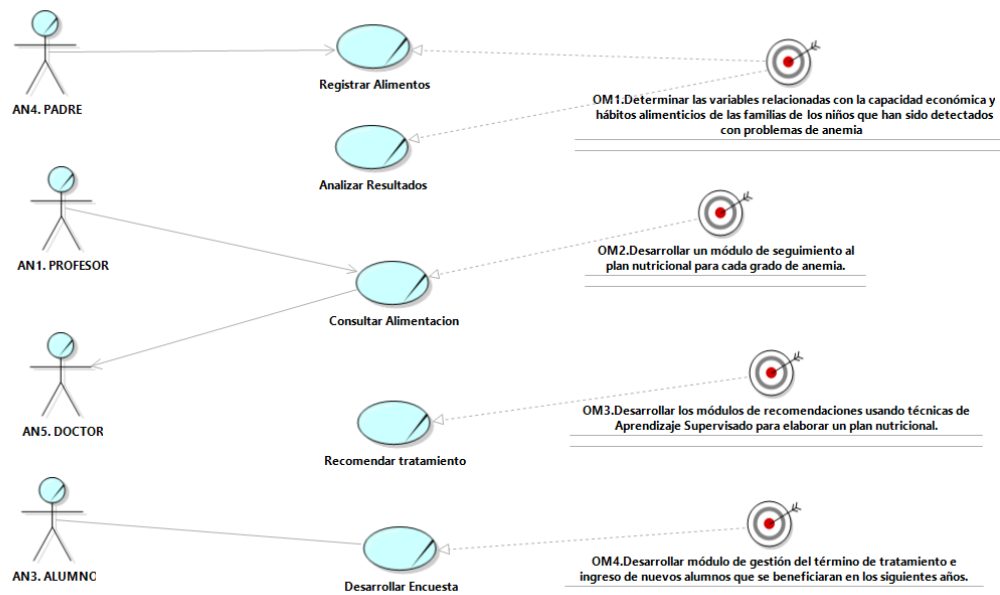 AN4. PADRE
Registrar Alimentos
OM1.Determinar las variables relacionadas con la capacidad económica y
hábitos alimenticios de las familias de los niños que han sido detectados
con problemas de anemia
Analizar Resultados
AN1. PROFESOR
OM2.Desarrollar un módulo de seguimiento al
plan nutricional para cada grado de anemia.
Consultar Alimentacion
AN5. DOCTOR
OM3.Desarrollar los módulos de recomendaciones usando técnicas de
Aprendizaje Supervisado para elaborar un plan nutricional.
Recomendar tratamiento
AN3. ALUMNO
OM4.Desarrollar módulo de gestión del término de tratamiento e
ingreso de nuevos alumnos que se beneficiaran en los siguientes años.
Desarrollar Encuesta